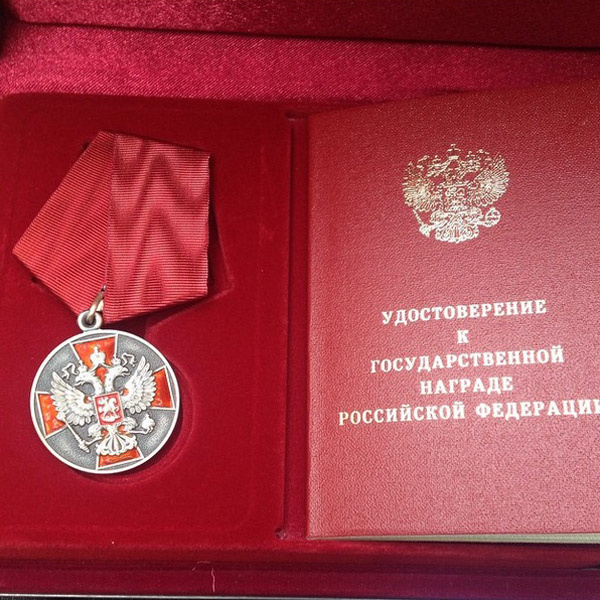 УДОСТОВЕРЕНИЕ
К
ГОСУДАРСТВЕННОЙ
НАГРАДЕ
РОССИЙСКОЙ ФЕДЕРАЦИИ